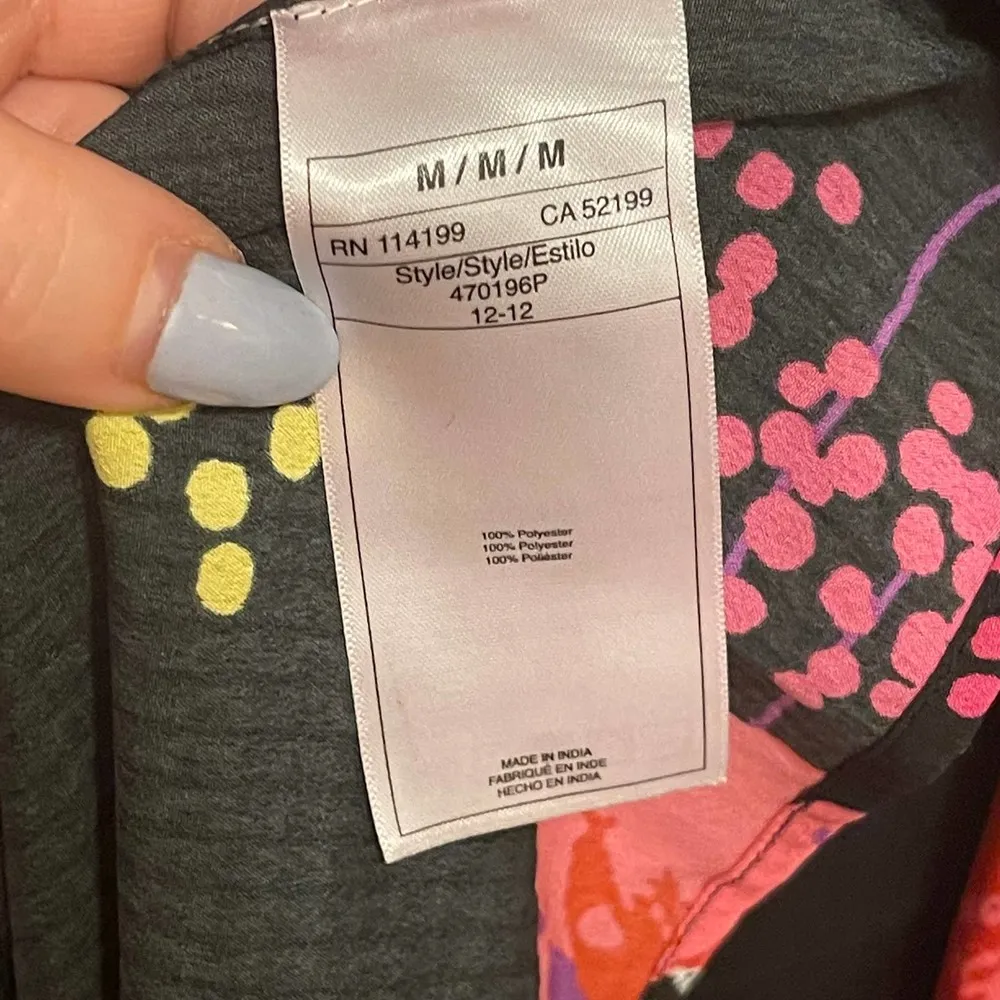 M / M / M
RN 114199 CA 52199
Style/Style/Estilo
470196P
12-12
100% Polyester
100% Polyester
100% Poliéster
MADE IN INDIA
FABRIQUÉ EN INDE
HECHO EN INDIA